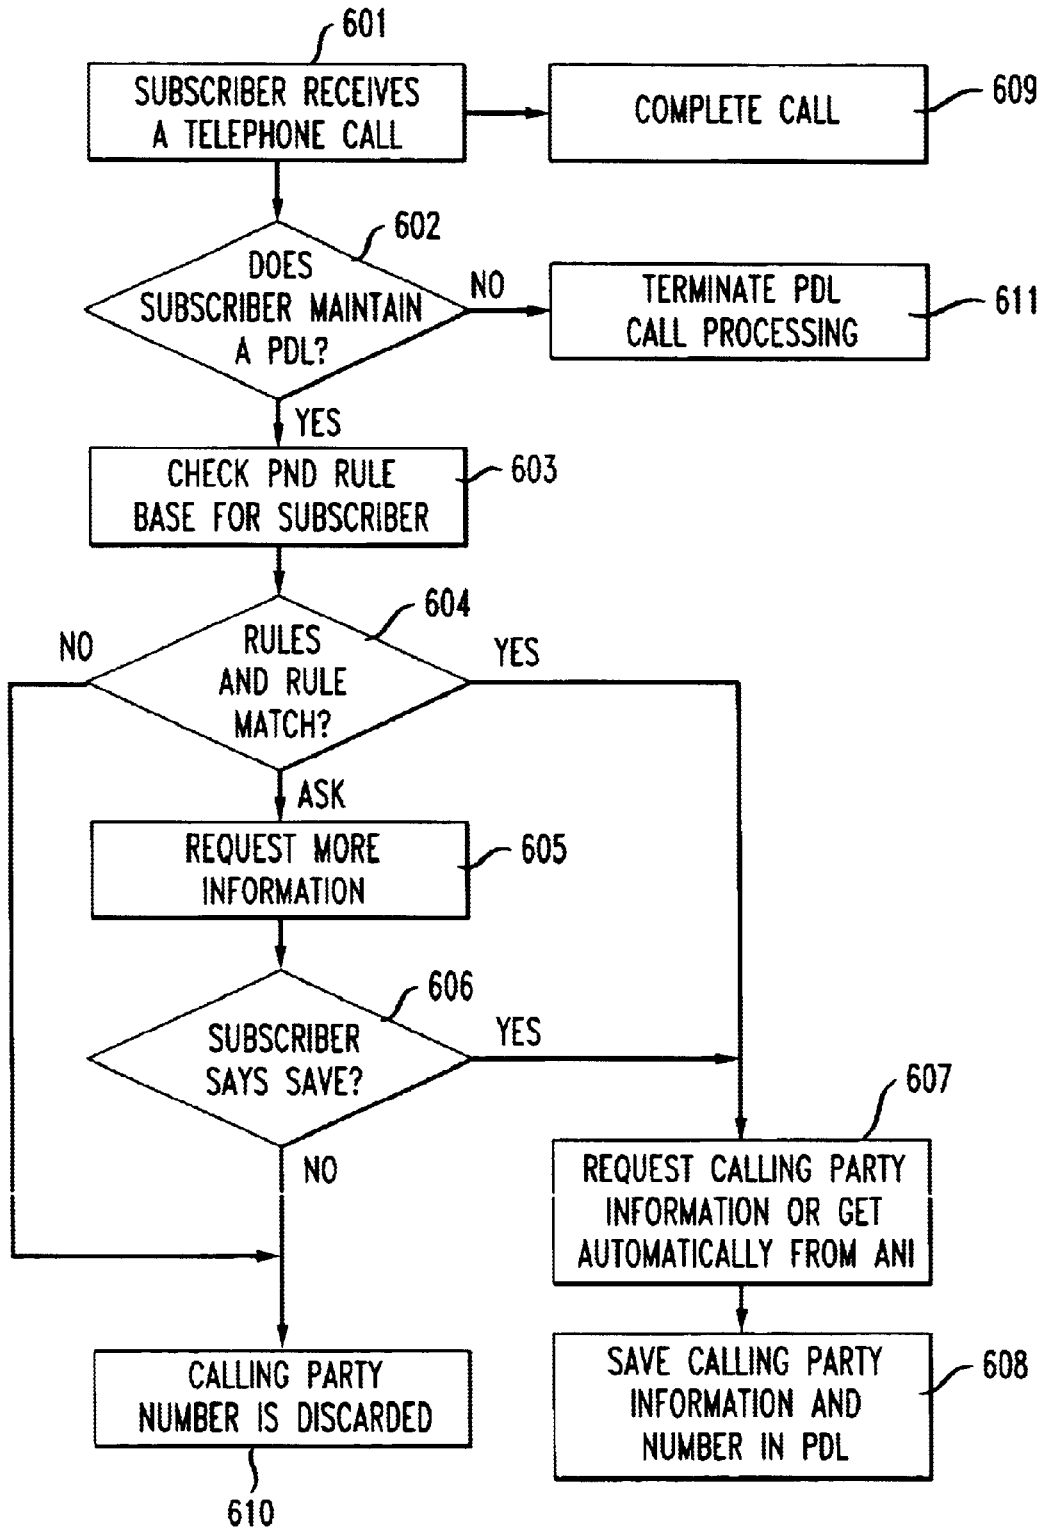 601
SUBSCRIBER RECEIVES
A TELEPHONE CALL
COMPLETE CALL
609
602
DOES
SUBSCRIBER MAINTAIN
A PDL?
NO
TERMINATE PDL
CALL PROCESSING
611
YES
CHECK PND RULE
BASE FOR SUBSCRIBER
603
604
NO
RULES
AND RULE
MATCH?
YES
ASK
REQUEST MORE
INFORMATION
605
606
SUBSCRIBER
SAYS SAVE?
YES
NO
607
REQUEST CALLING PARTY
INFORMATION OR GET
AUTOMATICALLY FROM ANI
SAVE CALLING PARTY
INFORMATION AND
NUMBER IN PDL
608
CALLING PARTY
NUMBER IS DISCARDED
610